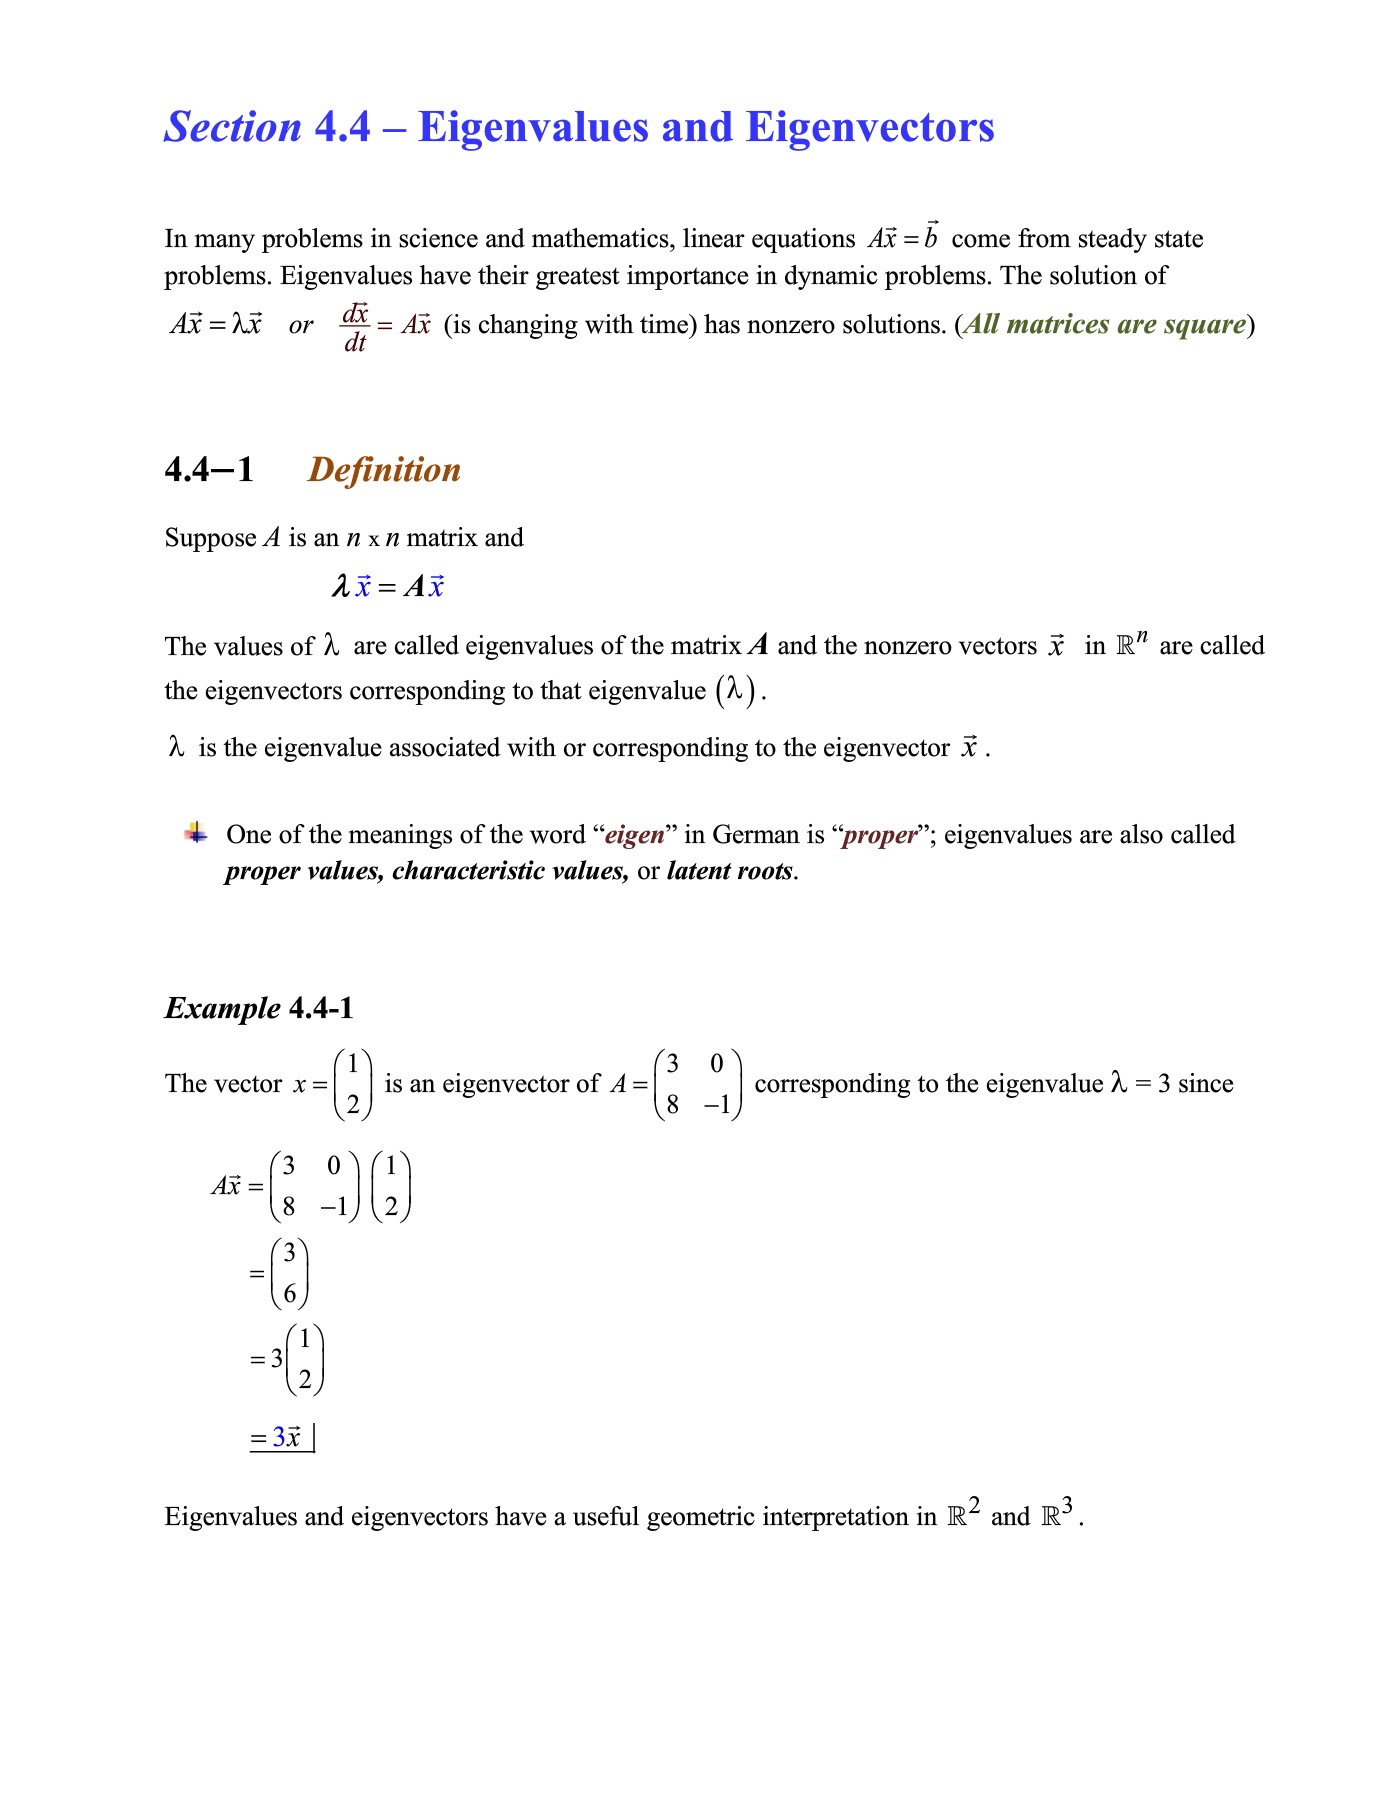 Section 4.4 – Eigenvalues and Eigenvectors
In many problems in science and mathematics, linear equations A\vec{x} = \vec{b} come from steady state
problems. Eigenvalues have their greatest importance in dynamic problems. The solution of
A\vec{x} = λ\vec{x} or \frac{d\vec{x}}{dt} = A\vec{x} (is changing with time) has nonzero solutions. (All matrices are square)
4.4–1 Definition
Suppose A is an n x n matrix and
λ\vec{x} = A\vec{x}
The values of λ are called eigenvalues of the matrix A and the nonzero vectors \vec{x} in ℝ^n are called
the eigenvectors corresponding to that eigenvalue (λ).
λ is the eigenvalue associated with or corresponding to the eigenvector \vec{x}.
One of the meanings of the word “eigen” in German is “proper”; eigenvalues are also called
proper values, characteristic values, or latent roots.
Example 4.4-1
The vector x = \begin{pmatrix} 1 \\ 2 \end{pmatrix} is an eigenvector of A = \begin{pmatrix} 3 & 0 \\ 8 & -1 \end{pmatrix} corresponding to the eigenvalue λ = 3 since
A\vec{x} = \begin{pmatrix} 3 & 0 \\ 8 & -1 \end{pmatrix} \begin{pmatrix} 1 \\ 2 \end{pmatrix}
= \begin{pmatrix} 3 \\ 6 \end{pmatrix}
= 3 \begin{pmatrix} 1 \\ 2 \end{pmatrix}
= 3\vec{x} |
Eigenvalues and eigenvectors have a useful geometric interpretation in ℝ^2 and ℝ^3.